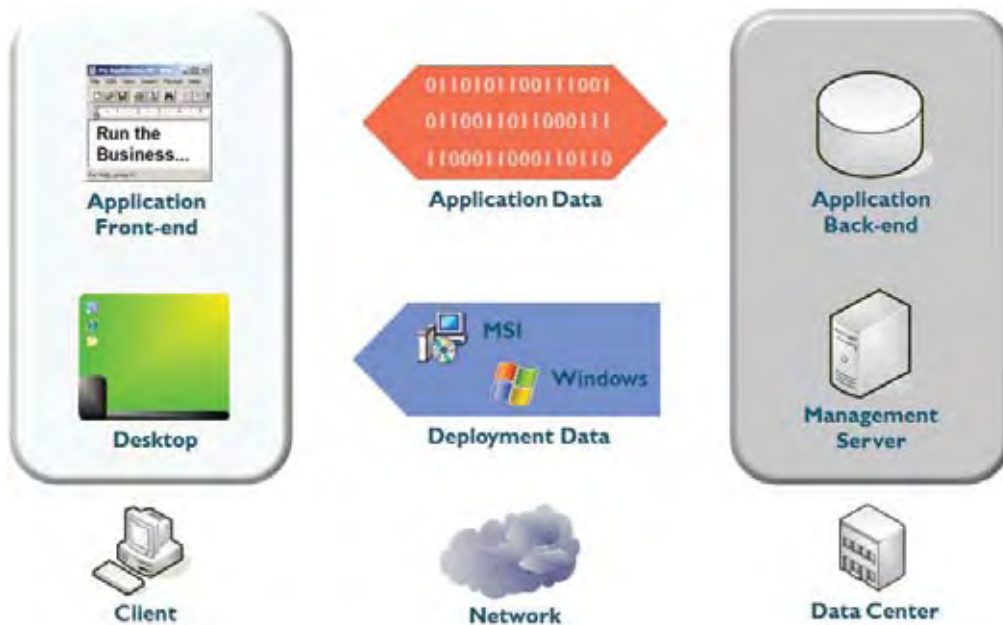 Run the
Business...
Application
Front-end
0110101100111001
0110011011000111
1100011000110110
Application Data
Application
Back-end
Desktop
MSI
Windows
Deployment Data
Management
Server
Client
Network
Data Center